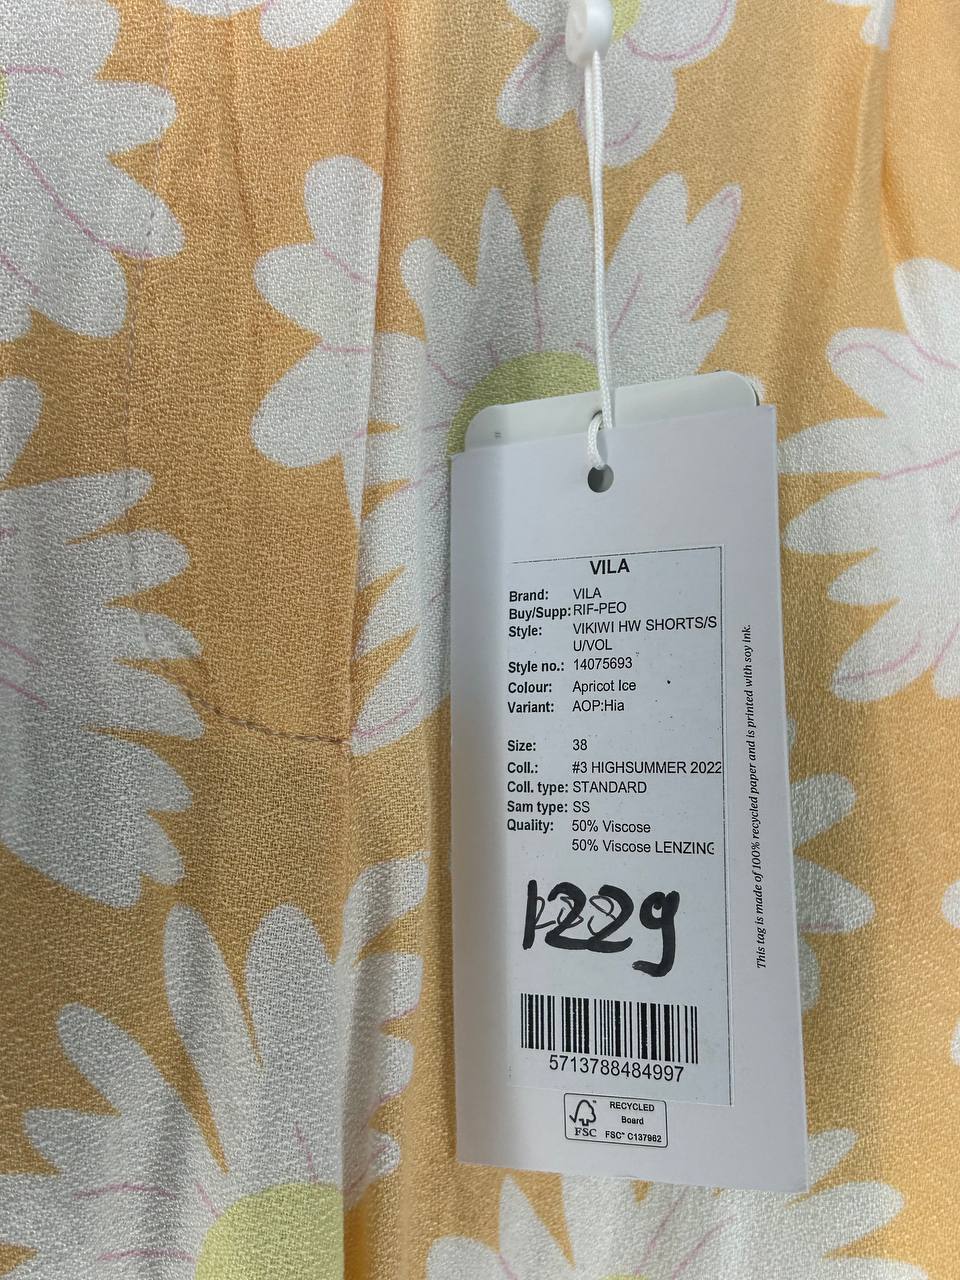 VILA
Brand: VILA
Buy/Supp: RIF-PEO
Style: VIKIWI HW SHORTS/S
U/VOL
Style no.: 14075693
Colour: Apricot Ice
Variant: AOP:Hia
Size: 38
Coll.: #3 HIGHSUMMER 2022
Coll. type: STANDARD
Sam type: SS
Quality: 50% Viscose
50% Viscose LENZING
1229
5713788484997
FSC
RECYCLED
Board
FSC™ C137962
This tag is made of 100% recycled paper and is printed with soy ink.